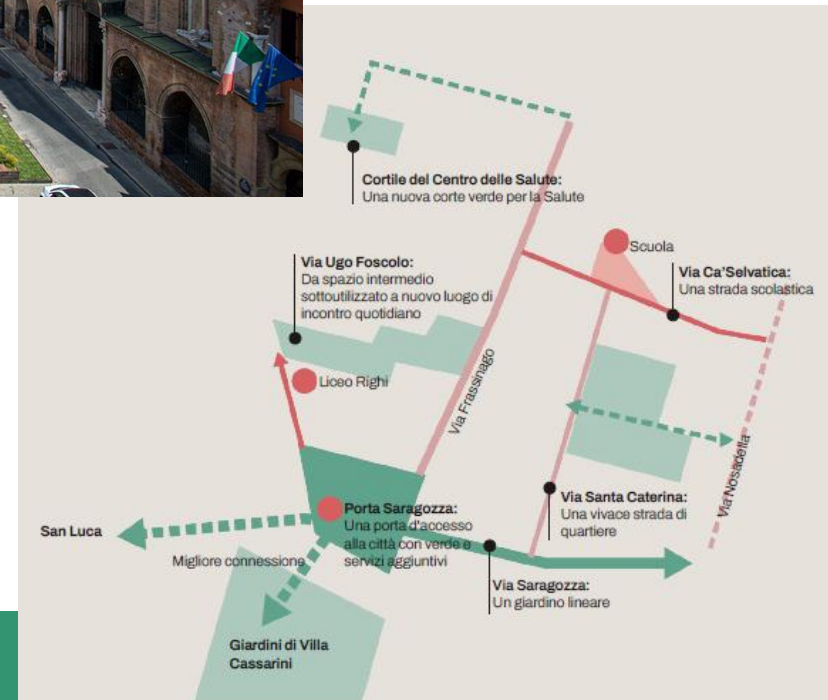 Cortile del Centro delle Salute:
Una nuova corte verde per la Salute
Scuola
Via Ugo Foscolo:
Da spazio intermedio
sottoutilizzato a nuovo luogo di
incontro quotidiano
Via Ca'Selvatica:
Una strada scolastica
Liceo Righi
Via Frassinago
Via Nosadella
Via Santa Caterina:
Una vivace strada di
quartiere
Porta Saragozza:
Una porta d'accesso
alla città con verde e
servizi aggiuntivi
San Luca
Migliore connessione
Via Saragozza:
Un giardino lineare
Giardini di Villa
Cassarini